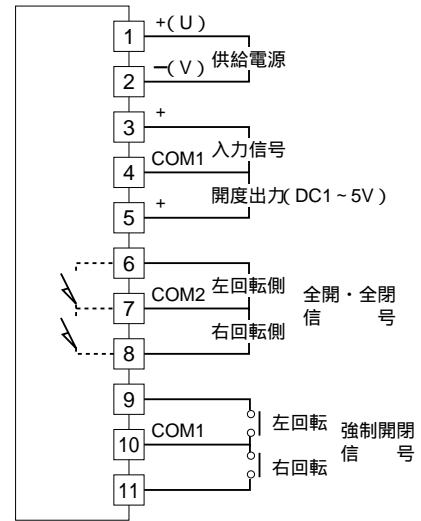 1 +(U)
供給電源
2 −(V)
3 +
入力信号
4 COM1
開度出力(DC1~5V)
5 +
6
左回転側
全開・全閉
7 COM2
信 号
右回転側
8
9
左回転
強制開閉
10 COM1
信 号
右回転
11